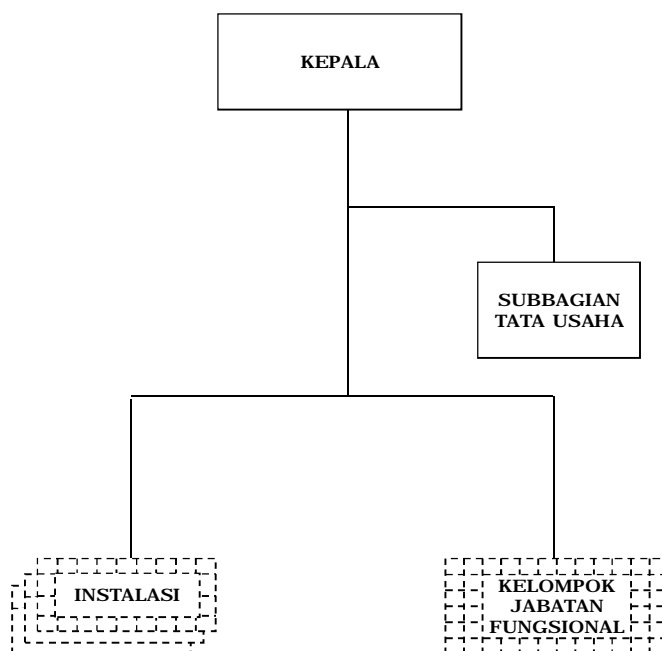 KEPALA
SUBBAGIAN
TATA USAHA
INSTALASI
KELOMPOK
JABATAN
FUNGSIONAL